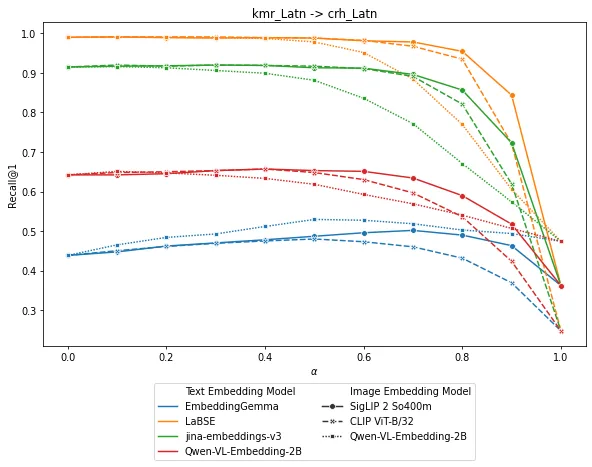 kmr_Latn -> crh_Latn
1.0
0.9
0.8
0.7
0.6
0.5
0.4
0.3
Recall@1
0.0 0.2 0.4 0.6 0.8 1.0
α
Text Embedding Model
EmbeddingGemma
LaBSE
jina-embeddings-v3
Qwen-VL-Embedding-2B
Image Embedding Model
SigLIP 2 So400m
CLIP ViT-B/32
Qwen-VL-Embedding-2B